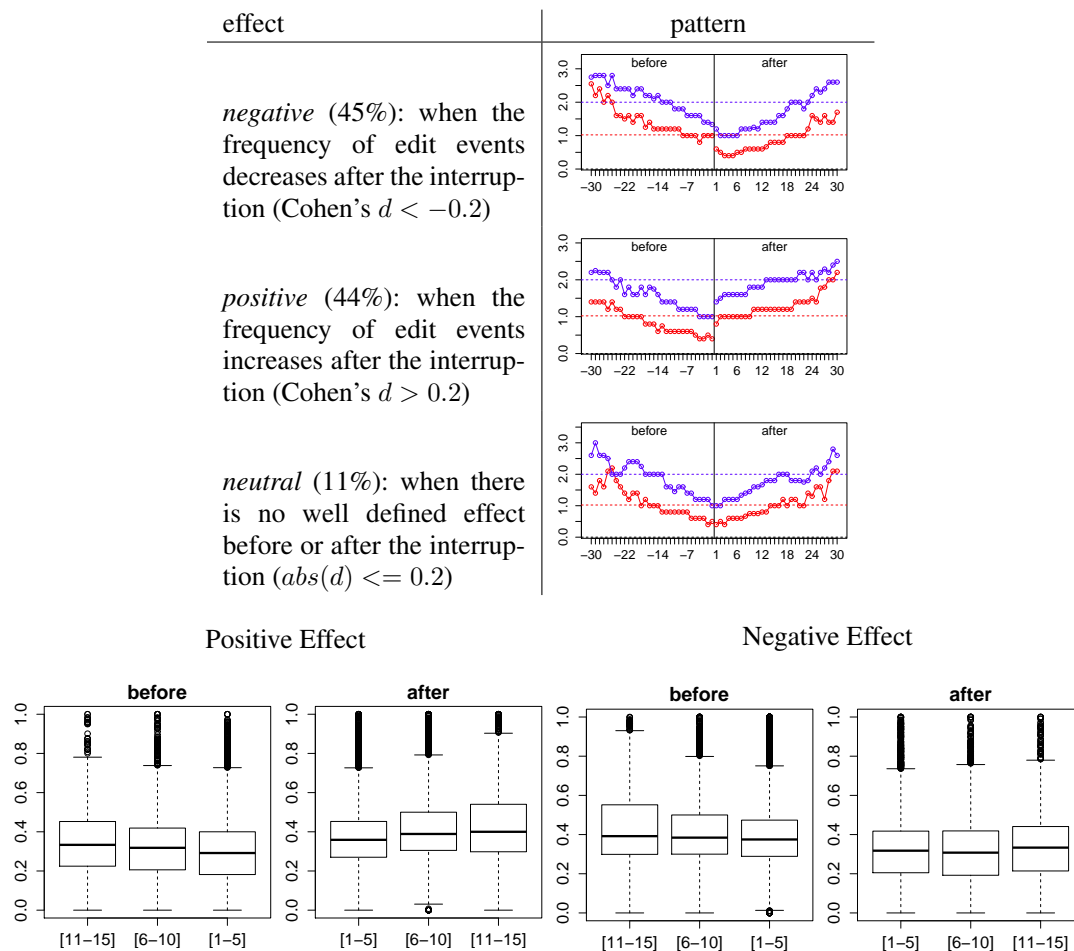 effect pattern
negative (45%): when the
frequency of edit events
decreases after the interrup-
tion (Cohen's d < −0.2)
before after
3.0
2.0
1.0
0.0
−30 −22 −14 −7 1 6 12 18 24 30
positive (44%): when the
frequency of edit events
increases after the interrup-
tion (Cohen's d > 0.2)
before after
3.0
2.0
1.0
0.0
−30 −22 −14 −7 1 6 12 18 24 30
neutral (11%): when there
is no well defined effect
before or after the interrup-
tion (abs(d) <= 0.2)
before after
3.0
2.0
1.0
0.0
−30 −22 −14 −7 1 6 12 18 24 30
Positive Effect
before
1.0
0.8
0.6
0.4
0.2
0.0
[11−15] [6−10] [1−5]
after
1.0
0.8
0.6
0.4
0.2
0.0
[1−5] [6−10] [11−15]
Negative Effect
before
1.0
0.8
0.6
0.4
0.2
0.0
[11−15] [6−10] [1−5]
after
1.0
0.8
0.6
0.4
0.2
0.0
[1−5] [6−10] [11−15]